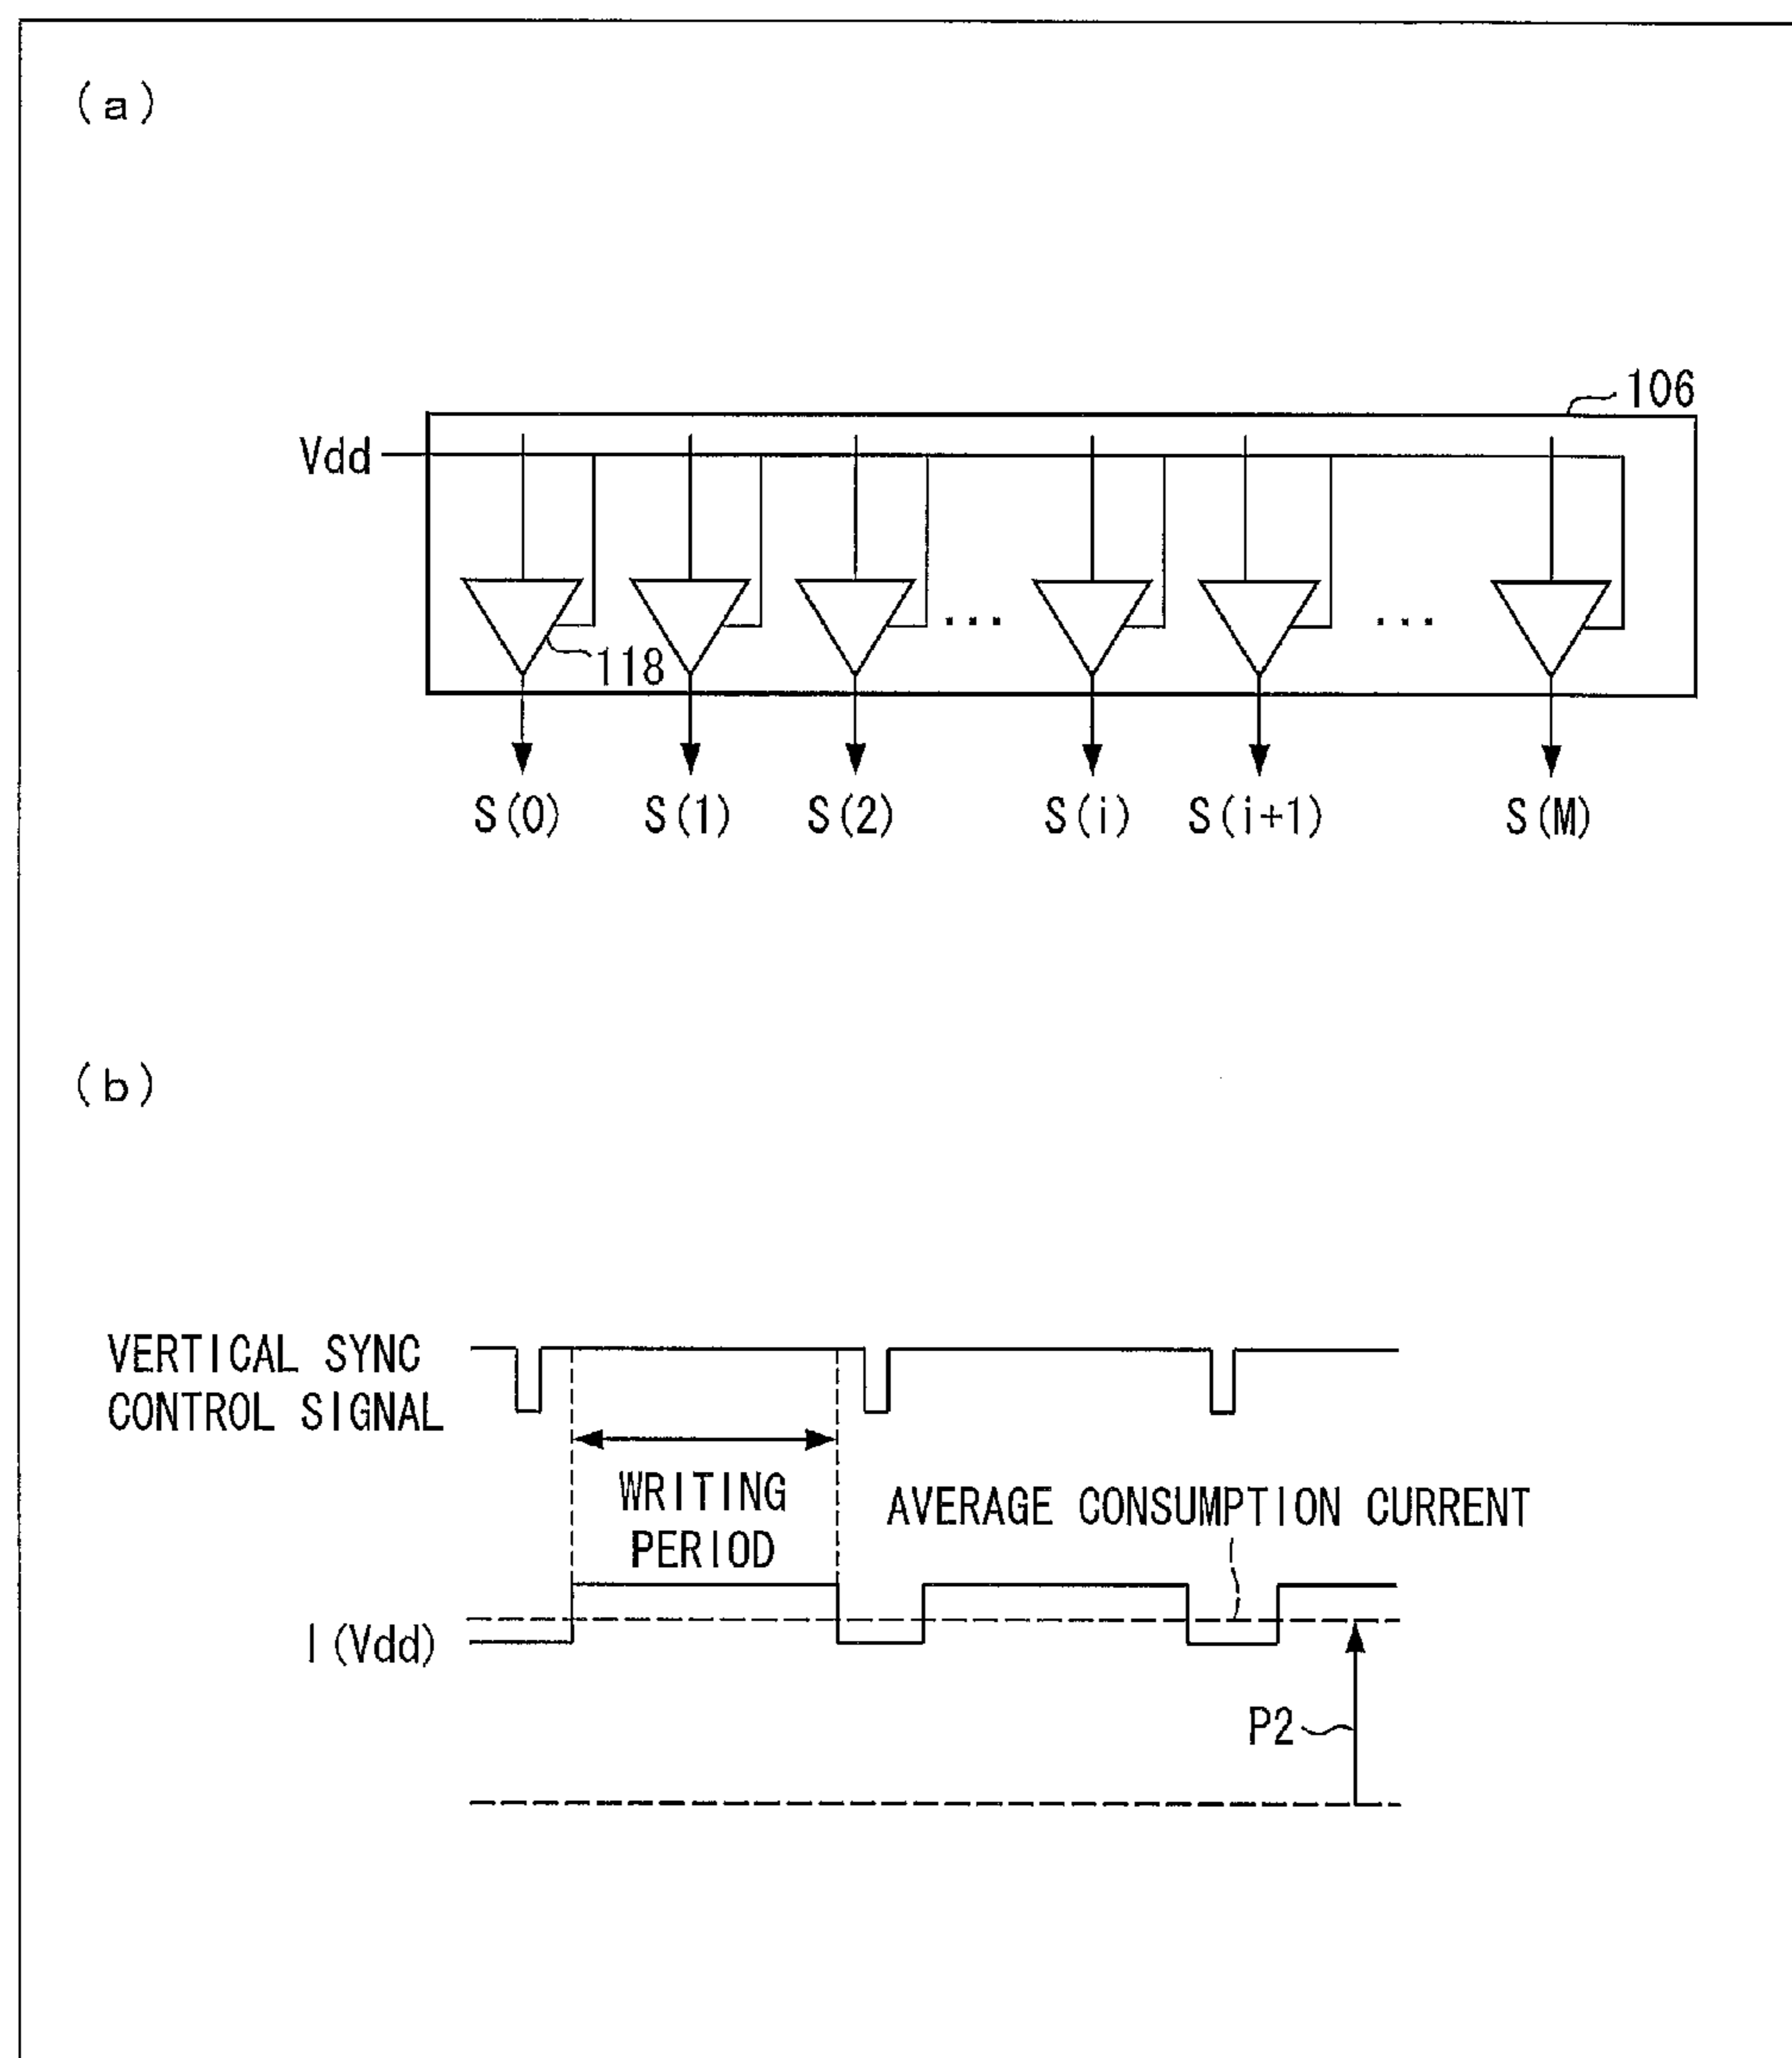 (a)
106
Vdd
118
... ...
S(0) S(1) S(2) S(i) S(i+1) S(M)
(b)
VERTICAL SYNC
CONTROL SIGNAL
WRITING
PERIOD
AVERAGE CONSUMPTION CURRENT
I(Vdd)
P2